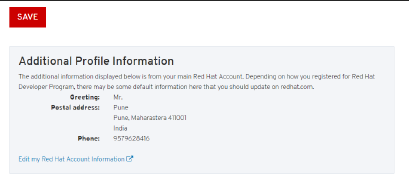 SAVE
Additional Profile Information
The additional information displayed below is from your main Red Hat Account. Depending on how you registered for Red Hat
Developer Program, there may be some default information here that you should update on redhat.com.
Greeting: Mr.
Postal address: Pune
Pune, Maharastera 411001
India
Phone: 9579628416
Edit my Red Hat Account Information